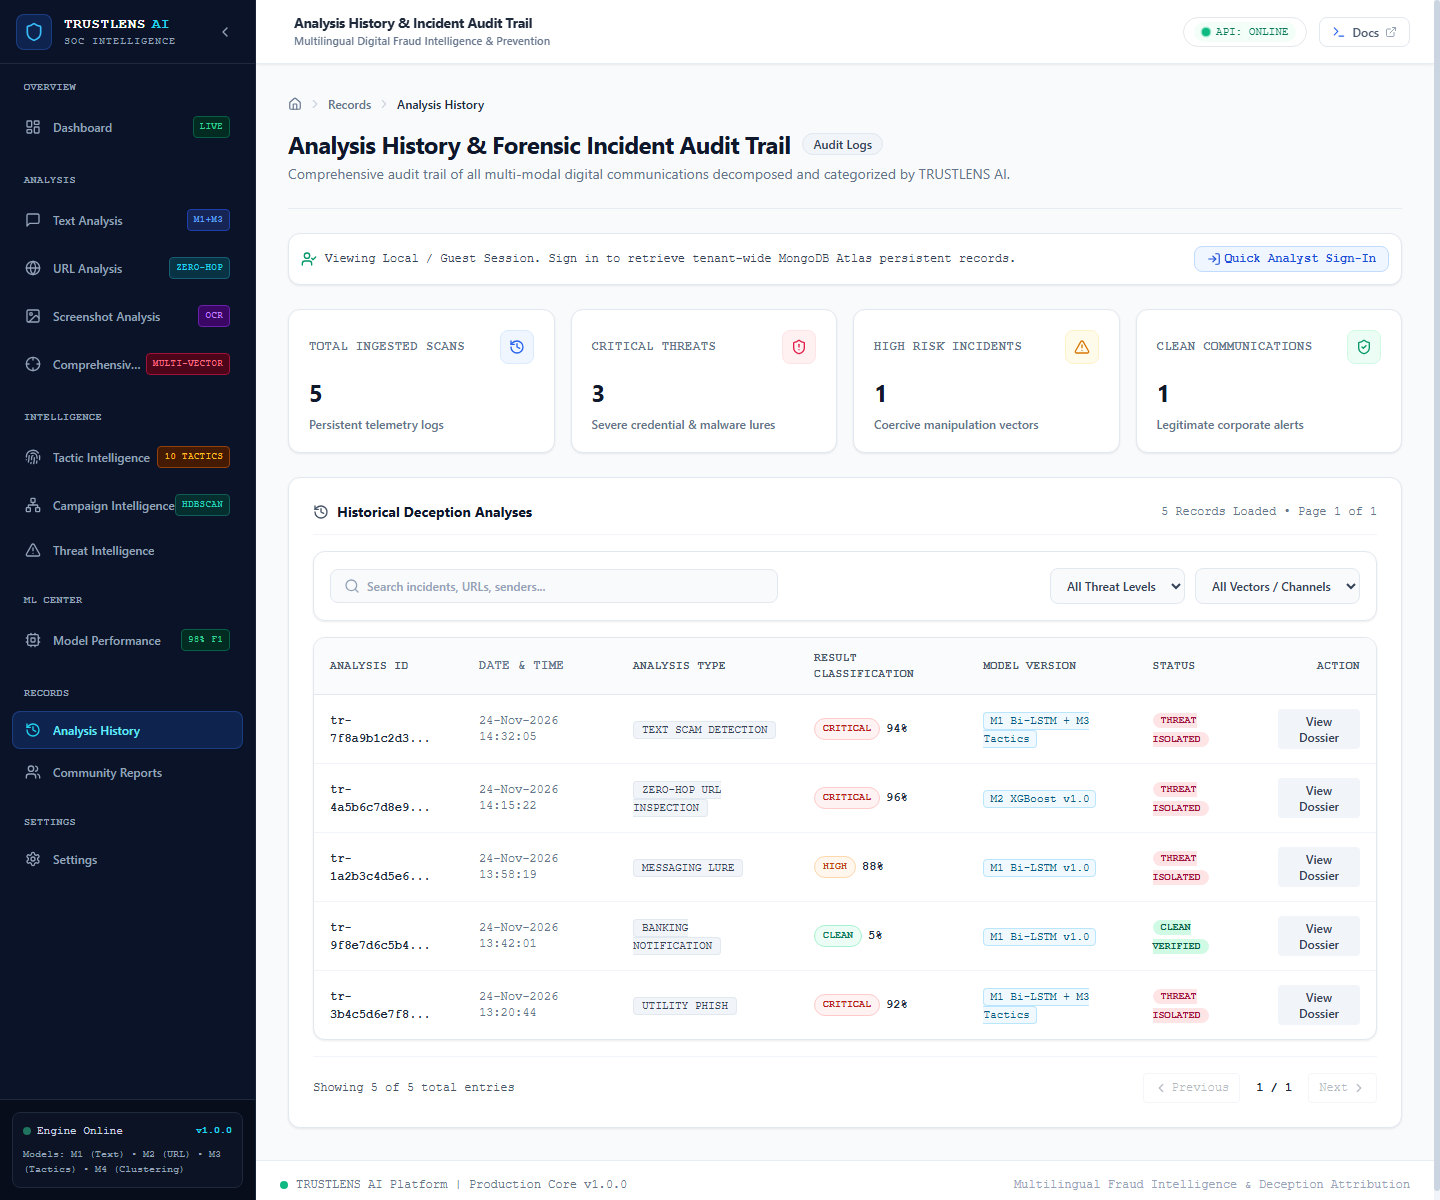 TRUSTLENS AI
SOC INTELLIGENCE
OVERVIEW
Dashboard
LIVE
ANALYSIS
Text Analysis
M1+M3
URL Analysis
ZERO-HOP
Screenshot Analysis
OCR
Comprehensiv...
MULTI-VECTOR
INTELLIGENCE
Tactic Intelligence
10 TACTICS
Campaign Intelligence
HDBSCAN
Threat Intelligence
ML CENTER
Model Performance
98% F1
RECORDS
Analysis History
Community Reports
SETTINGS
Settings
Engine Online
v1.0.0
Models: M1 (Text) • M2 (URL) • M3
(Tactics) • M4 (Clustering)
Analysis History & Incident Audit Trail
Multilingual Digital Fraud Intelligence & Prevention
API: ONLINE
Docs
Records
Analysis History
Analysis History & Forensic Incident Audit Trail
Audit Logs
Comprehensive audit trail of all multi-modal digital communications decomposed and categorized by TRUSTLENS AI.
Viewing Local / Guest Session. Sign in to retrieve tenant-wide MongoDB Atlas persistent records.
Quick Analyst Sign-In
TOTAL INGESTED SCANS
5
Persistent telemetry logs
CRITICAL THREATS
3
Severe credential & malware lures
HIGH RISK INCIDENTS
1
Coercive manipulation vectors
CLEAN COMMUNICATIONS
1
Legitimate corporate alerts
Historical Deception Analyses
5 Records Loaded • Page 1 of 1
Search incidents, URLs, senders...
All Threat Levels
All Vectors / Channels
ANALYSIS ID
DATE & TIME
ANALYSIS TYPE
RESULT
CLASSIFICATION
MODEL VERSION
STATUS
ACTION
tr-
7f8a9b1c2d3...
24-Nov-2026
14:32:05
TEXT SCAM DETECTION
CRITICAL 94%
M1 Bi-LSTM + M3
Tactics
THREAT
ISOLATED
View
Dossier
tr-
4a5b6c7d8e9...
24-Nov-2026
14:15:22
ZERO-HOP URL
INSPECTION
CRITICAL 96%
M2 XGBoost v1.0
THREAT
ISOLATED
View
Dossier
tr-
1a2b3c4d5e6...
24-Nov-2026
13:58:19
MESSAGING LURE
HIGH 88%
M1 Bi-LSTM v1.0
THREAT
ISOLATED
View
Dossier
tr-
9f8e7d6c5b4...
24-Nov-2026
13:42:01
BANKING
NOTIFICATION
CLEAN 5%
M1 Bi-LSTM v1.0
CLEAN
VERIFIED
View
Dossier
tr-
3b4c5d6e7f8...
24-Nov-2026
13:20:44
UTILITY PHISH
CRITICAL 92%
M1 Bi-LSTM + M3
Tactics
THREAT
ISOLATED
View
Dossier
Showing 5 of 5 total entries
Previous
1 / 1
Next
TRUSTLENS AI Platform | Production Core v1.0.0
Multilingual Fraud Intelligence & Deception Attribution